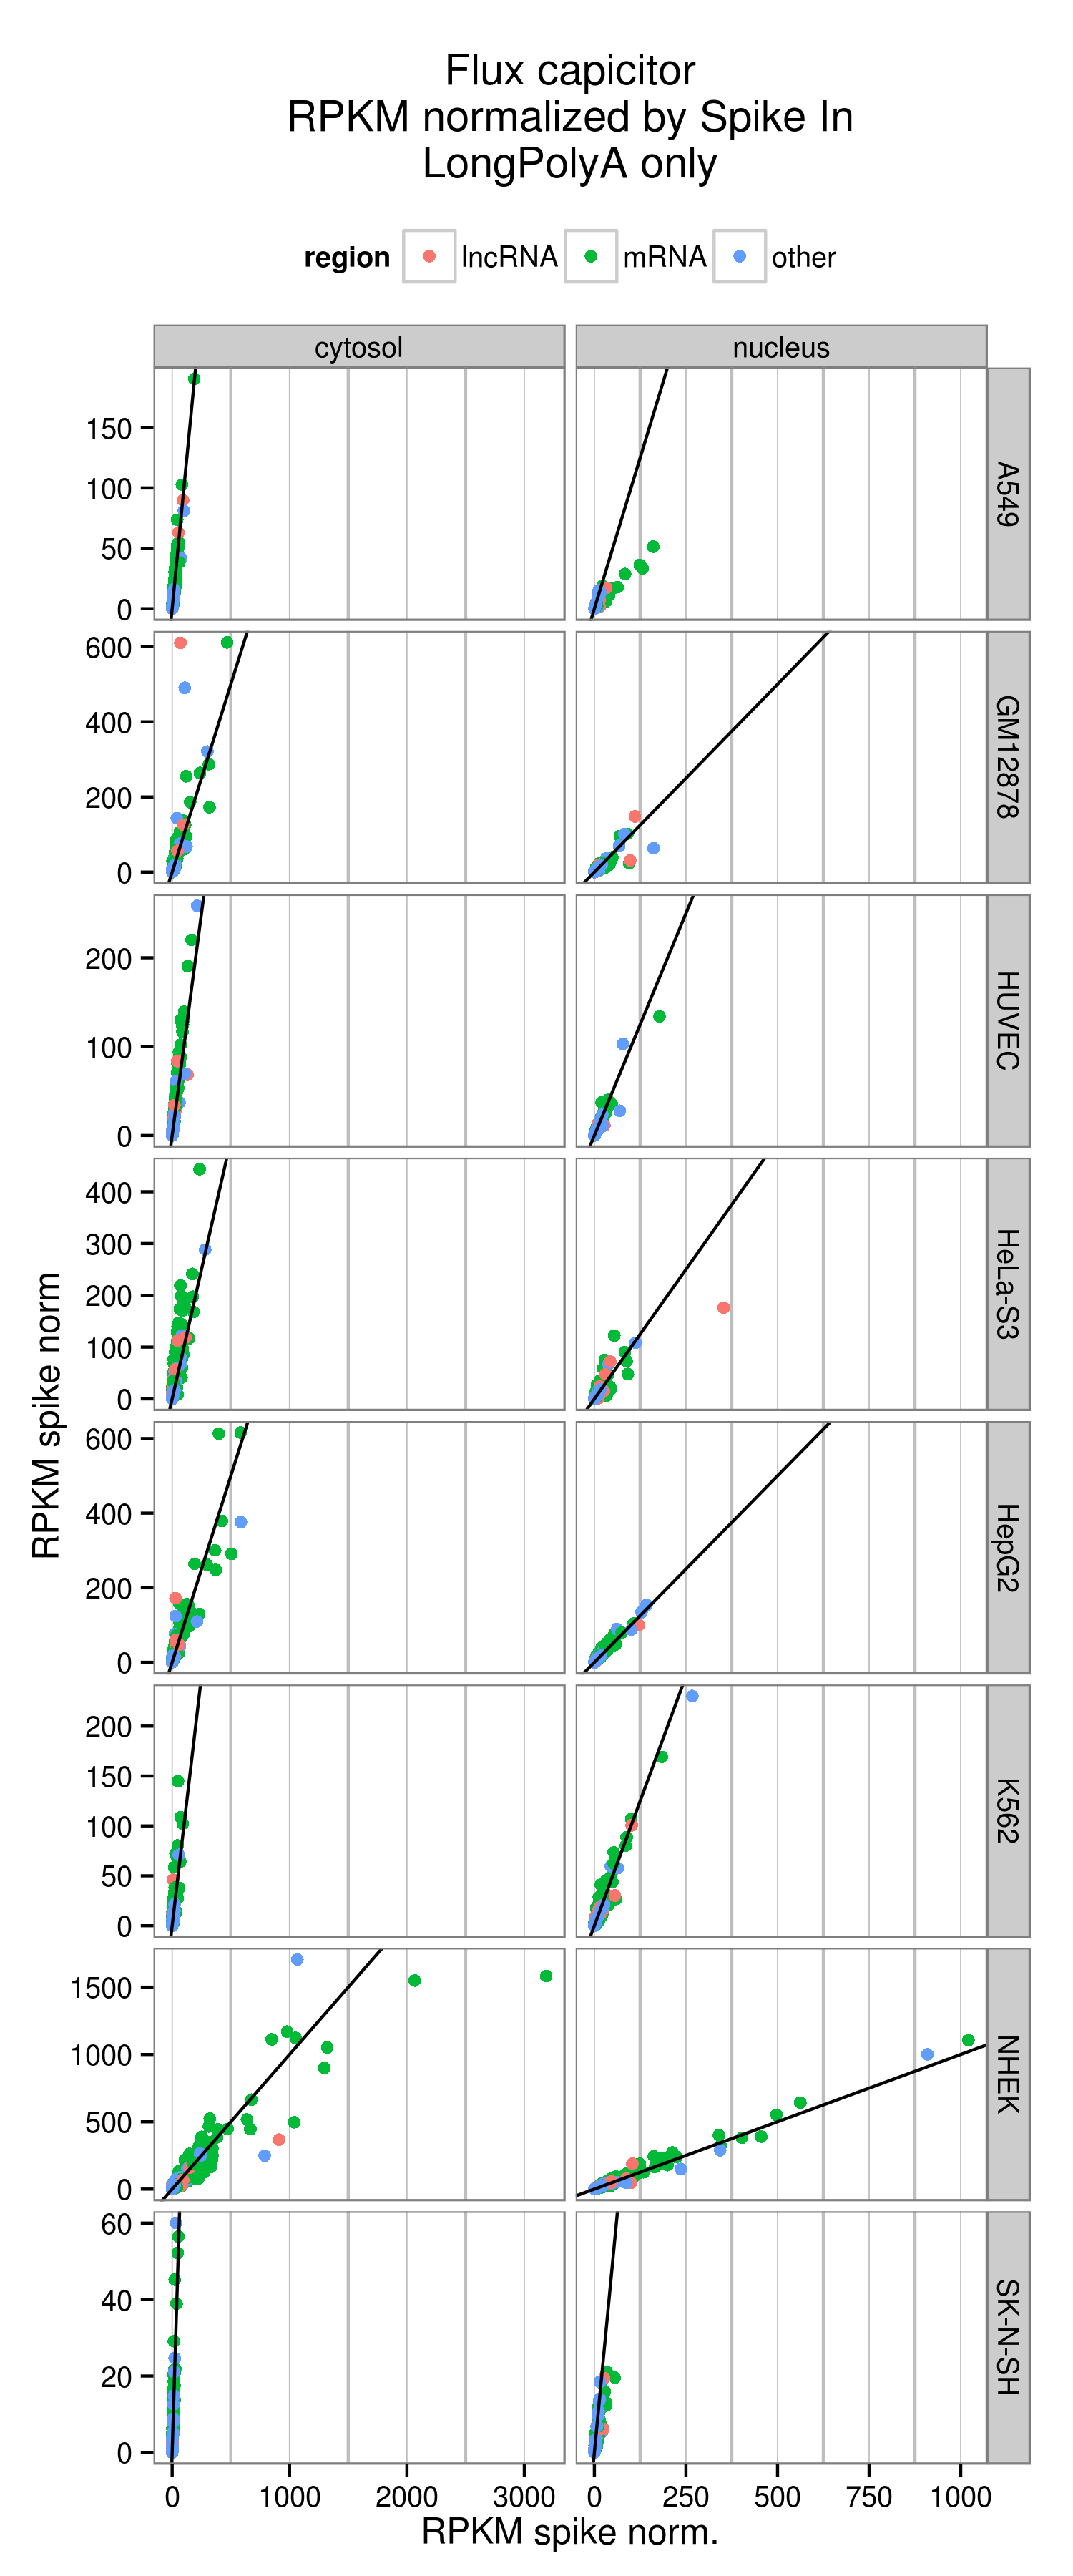 Flux capicitor
RPKM normalized by Spike In
LongPolyA only
region lncRNA mRNA other
cytosol nucleus
150
100
50
0
A549
600
400
200
0
GM12878
200
100
0
HUVEC
400
300
200
100
0
HeLa-S3
600
400
200
0
HepG2
200
150
100
50
0
K562
1500
1000
500
0
NHEK
60
40
20
0
SK-N-SH
RPKM spike norm
0 1000 2000 3000 0 250 500 750 1000
RPKM spike norm.